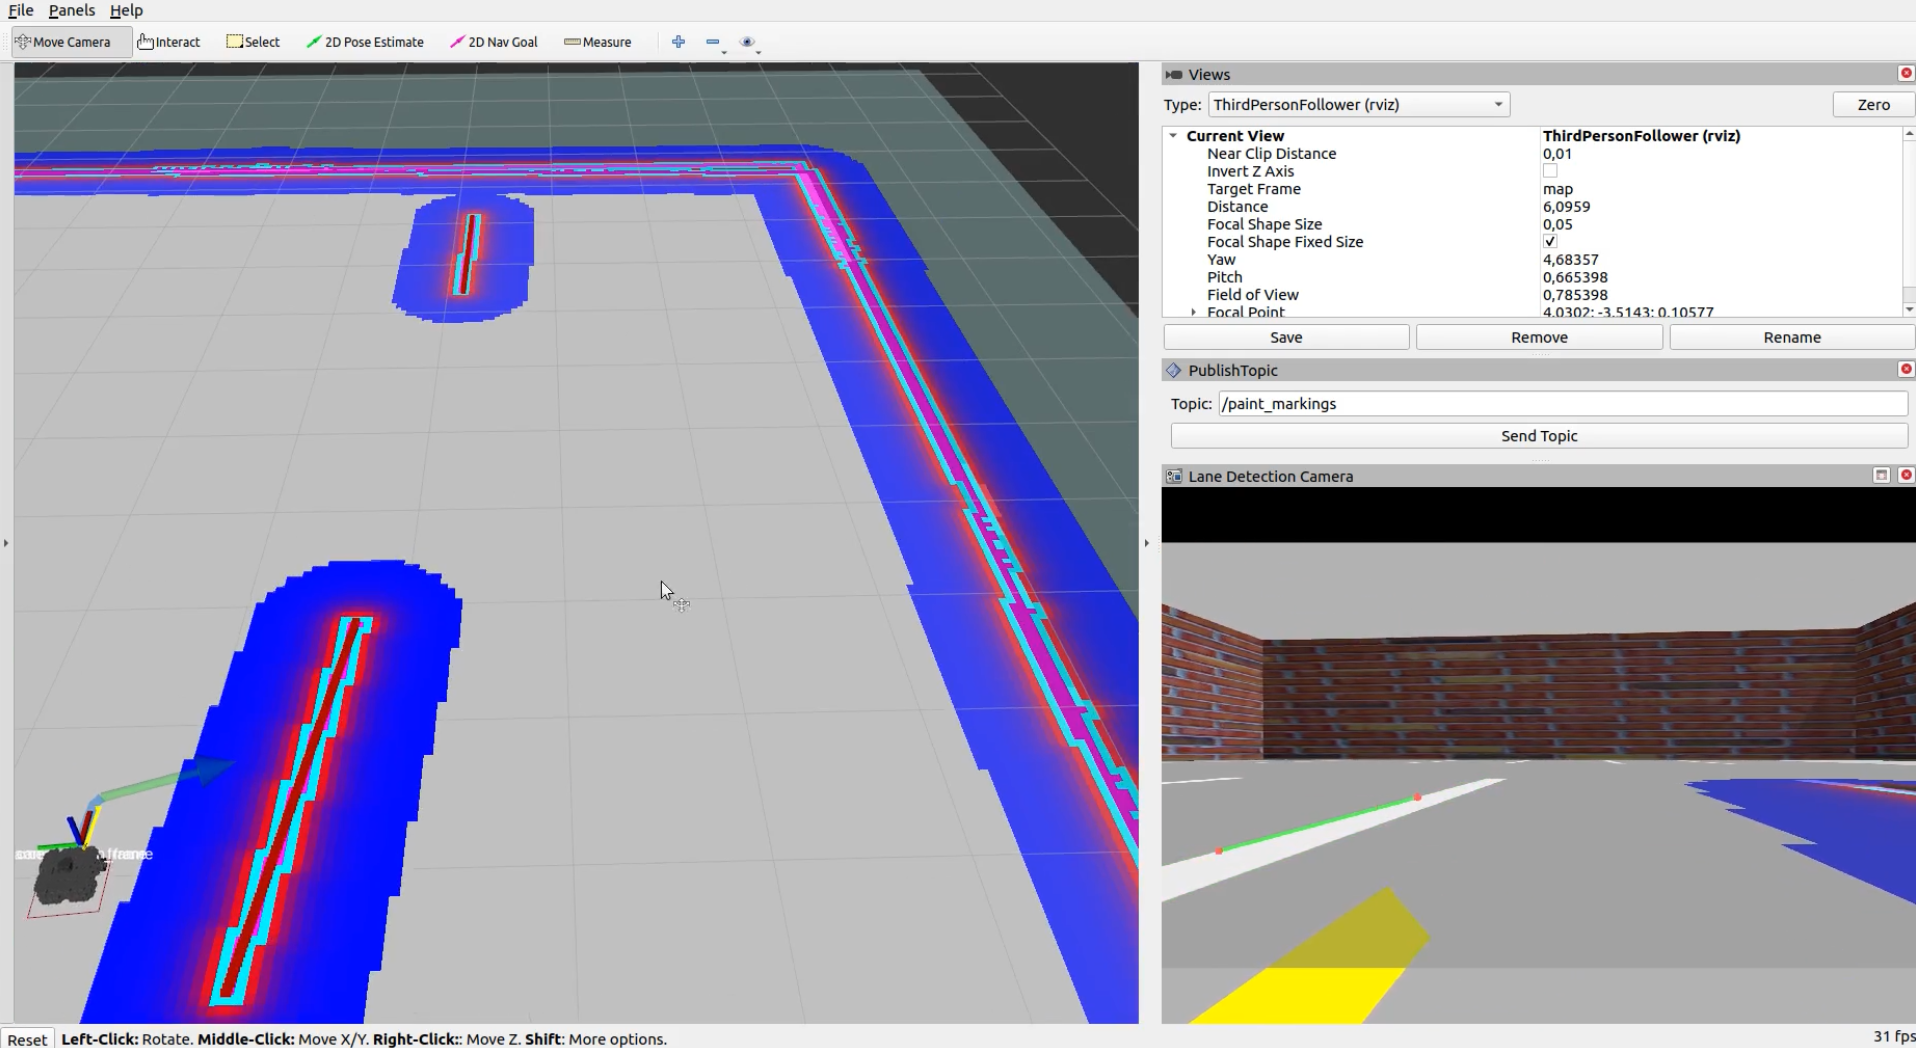 File Panels Help
Move Camera Interact Select 2D Pose Estimate 2D Nav Goal Measure
Views
Type: ThirdPersonFollower (rviz) Zero
Current View ThirdPersonFollower (rviz)
Near Clip Distance 0,01
Invert Z Axis
Target Frame map
Distance 6,0959
Focal Shape Size 0,05
Focal Shape Fixed Size
Yaw 4,68357
Pitch 0,665398
Field of View 0,785398
Focal Point 4,0302; -3,5143; 0,10577
Save Remove Rename
PublishTopic
Topic: /paint_markings
Send Topic
Lane Detection Camera
Reset Left-Click: Rotate. Middle-Click: Move X/Y. Right-Click:: Move Z. Shift: More options. 31 fps